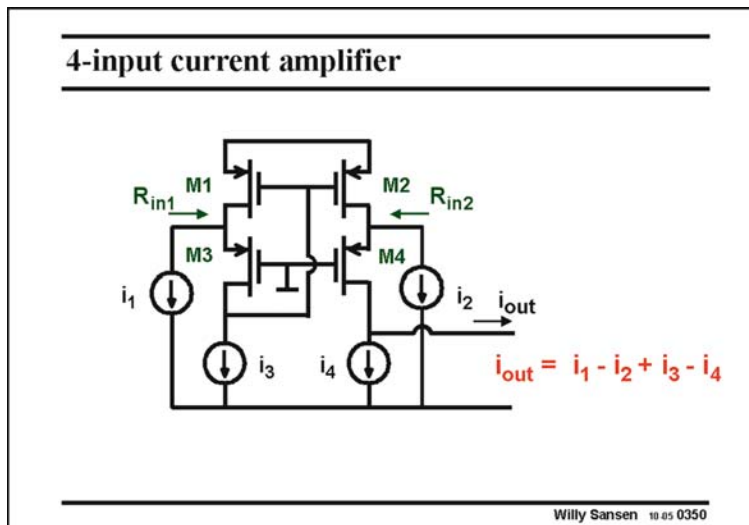 4-input current amplifier
M1
M2
Rin1
Rin2
M3
M4
i1
i2
iout
i3
i4
iout = i1 - i2 + i3 - i4
Willy Sansen 10-05 0350